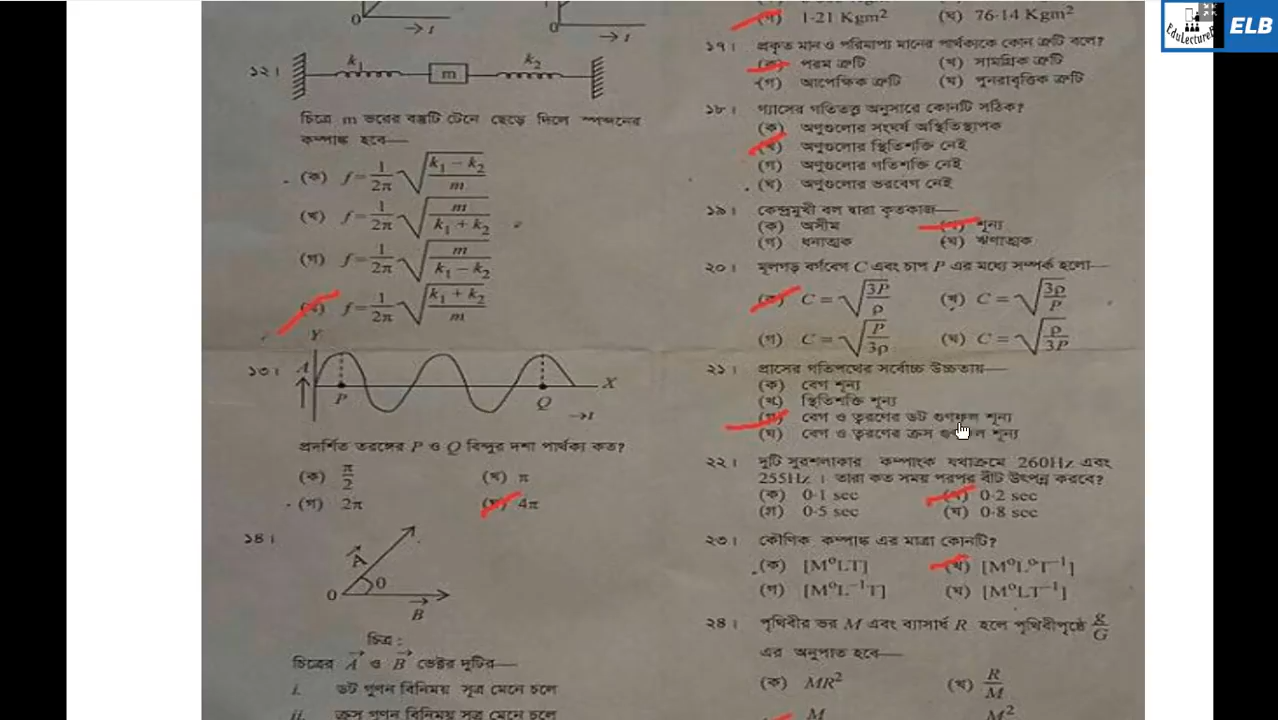 ১২।
k₁
m
k₂
চিত্রে m ভরের বস্তুটি টেনে ছেড়ে দিলে স্পন্দনের
কম্পাঙ্ক হবে—
(ক) f = 1/2π √((k₁ − k₂)/m)
(খ) f = 1/2π √(m/(k₁ + k₂))
(গ) f = 1/2π √(m/(k₁ − k₂))
f = 1/2π √((k₁ + k₂)/m)
১৩।
Y
A
P
Q
X
→t
প্রদর্শিত তরঙ্গের P ও Q বিন্দুর দশা পার্থক্য কত?
(ক) π/2 (খ) π
(গ) 2π (ঘ) 4π
১৪।
A
θ
O
B
চিত্র :
চিত্রের A ও B ভেক্টর দুটির—
i. ডট গুণন বিনিময় সূত্র মেনে চলে
ii. ক্রস গুণন বিনিময় সূত্র মেনে চলে
(গ) 1·21 Kgm² (ঘ) 76·14 Kgm²
১৭। প্রকৃত মান ও পরিমাপ্য মানের পার্থক্যকে কোন ত্রুটি বলে?
(ক) পরম ত্রুটি (খ) সামগ্রিক ত্রুটি
(গ) আপেক্ষিক ত্রুটি (ঘ) পুনরাবৃত্তিক ত্রুটি
১৮। গ্যাসের গতিতত্ত্ব অনুসারে কোনটি সঠিক?
(ক) অণুগুলোর সংঘর্ষ অস্থিতিস্থাপক
(খ) অণুগুলোর স্থিতিশক্তি নেই
(গ) অণুগুলোর গতিশক্তি নেই
(ঘ) অণুগুলোর ভরবেগ নেই
১৯। কেন্দ্রমুখী বল দ্বারা কৃতকাজ—
(ক) অসীম (খ) শূন্য
(গ) ধনাত্মক (ঘ) ঋণাত্মক
২০। মূলগড় বর্গবেগ C এবং চাপ P এর মধ্যে সম্পর্ক হলো—
(ক) C = √(3P/ρ) (খ) C = √(3ρ/P)
(গ) C = √(P/3ρ) (ঘ) C = √(ρ/3P)
২১। প্রাসের গতিপথের সর্বোচ্চ উচ্চতায়—
(ক) বেগ শূন্য
(খ) স্থিতিশক্তি শূন্য
(গ) বেগ ও ত্বরণের ডট গুণফল শূন্য
(ঘ) বেগ ও ত্বরণের ক্রস গুণফল শূন্য
২২। দুটি সুরশলাকার কম্পাংক যথাক্রমে 260Hz এবং
255Hz । তারা কত সময় পরপর বীট উৎপন্ন করবে?
(ক) 0·1 sec (খ) 0·2 sec
(গ) 0·5 sec (ঘ) 0·8 sec
২৩। কৌণিক কম্পাঙ্ক এর মাত্রা কোনটি?
(ক) [M⁰LT] (খ) [M⁰L⁰T⁻¹]
(গ) [M⁰L⁻¹T] (ঘ) [M⁰LT⁻¹]
২৪। পৃথিবীর ভর M এবং ব্যাসার্ধ R হলে পৃথিবীপৃষ্ঠে g/G
এর অনুপাত হবে—
(ক) MR² (খ) R/M
M M²
EduLecture
ELB